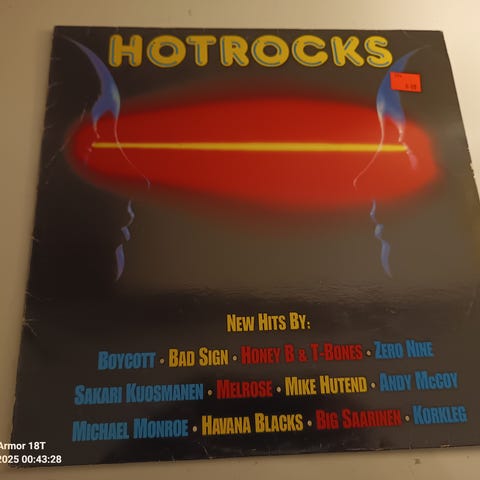 HOTROCKS
NEW HITS BY:
BOYCOTT • BAD SIGN • HONEY B & T-BONES • ZERO NINE
SAKARI KUOSMANEN • MELROSE • MIKE HUTEND • ANDY MCCOY
MICHAEL MONROE • HAVANA BLACKS • BIG SAARINEN • KORKLEG
Armor 18T
2025 00:43:28